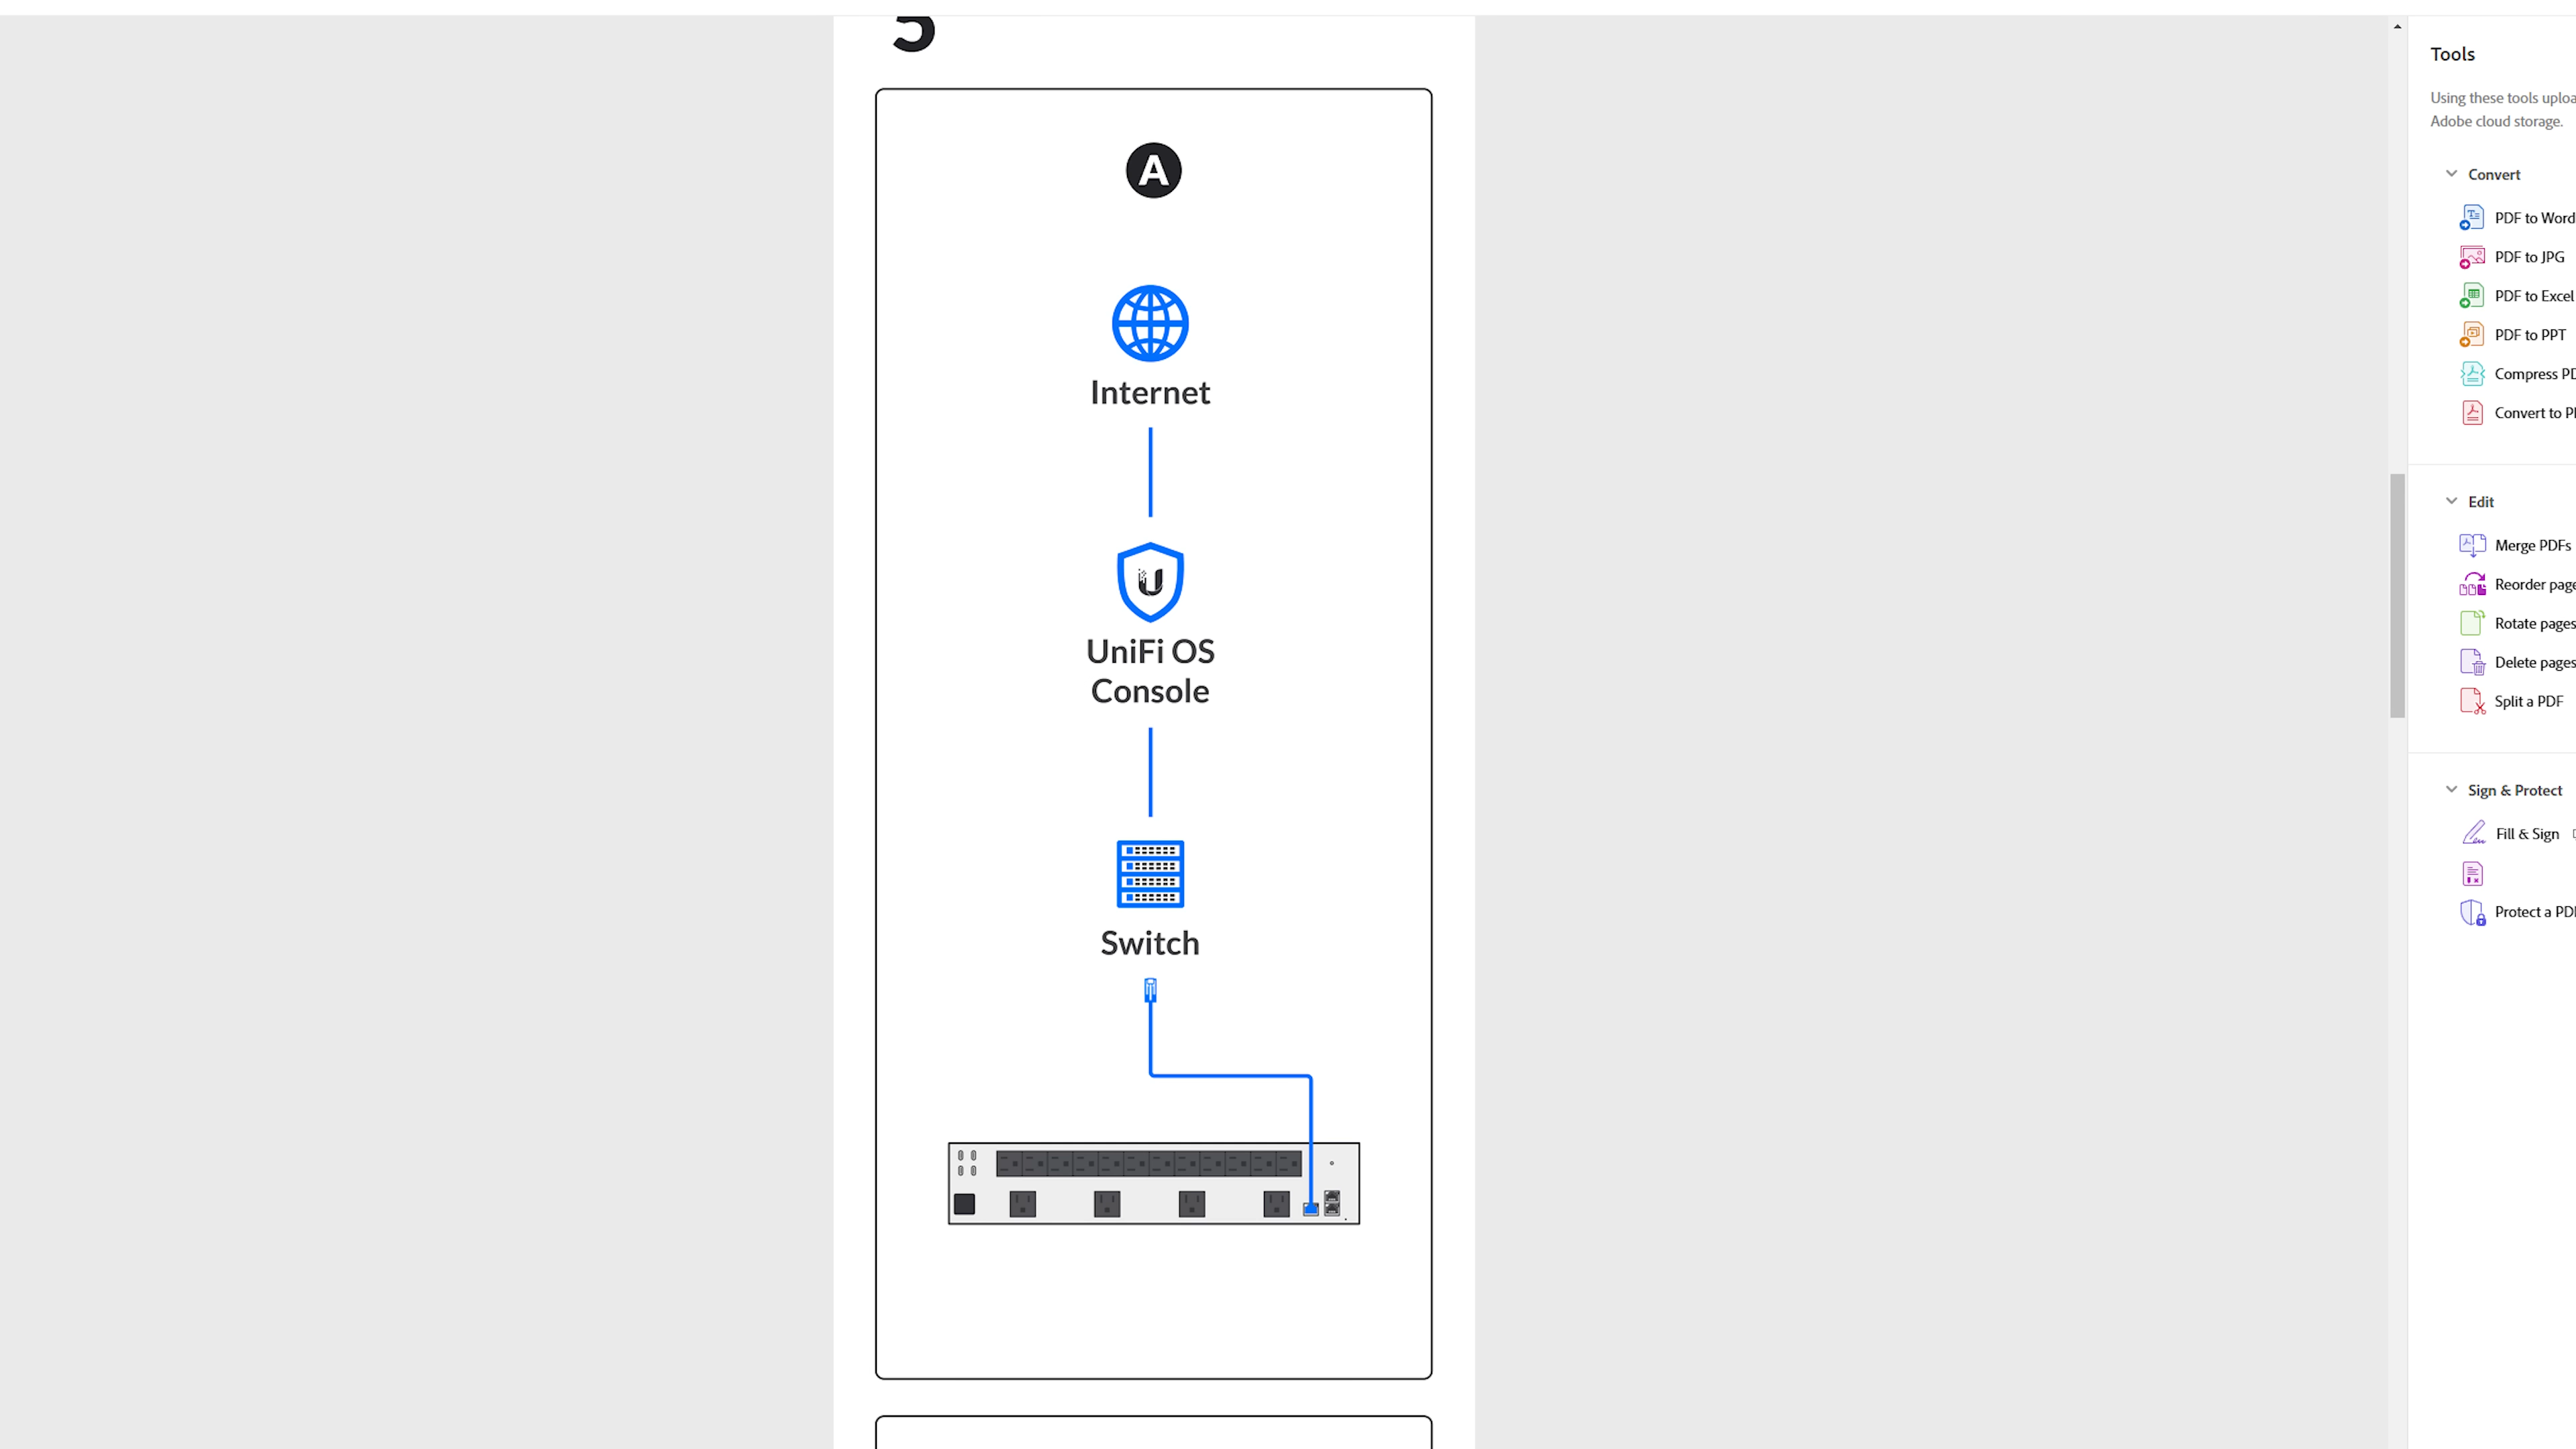 5
A
Internet
UniFi OS
Console
Switch
Tools
Using these tools uploa
Adobe cloud storage.
Convert
PDF to Word
PDF to JPG
PDF to Excel
PDF to PPT
Compress PD
Convert to P
Edit
Merge PDFs
Reorder page
Rotate pages
Delete pages
Split a PDF
Sign & Protect
Fill & Sign
Protect a PD